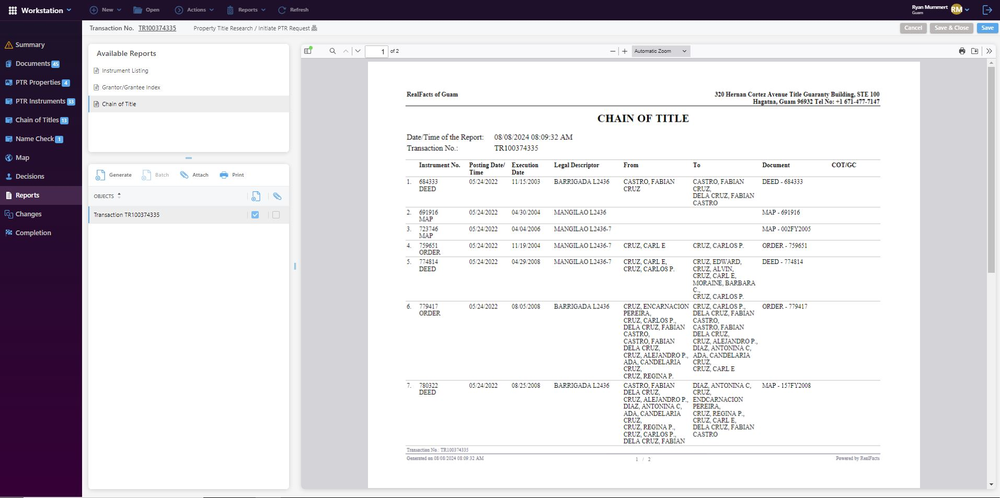 Workstation
New
Open
Actions
Reports
Refresh
Ryan Mummert
Guam
RM
Transaction No. TR100374335
Property Title Research / Initiate PTR Request
Cancel
Save & Close
Save
Summary
Documents 45
PTR Properties 4
PTR Instruments 33
Chain of Titles 13
Name Check 1
Map
Decisions
Reports
Changes
Completion
Available Reports
Instrument Listing
Grantor/Grantee Index
Chain of Title
Generate
Batch
Attach
Print
OBJECTS
Transaction TR100374335
1 of 2
Automatic Zoom
RealFacts of Guam
320 Hernan Cortez Avenue Title Guaranty Building, STE 100
Hagatna, Guam 96932 Tel No: +1 671-477-7147
CHAIN OF TITLE
Date/Time of the Report: 08/08/2024 08:09:32 AM
Transaction No.: TR100374335
Instrument No. Posting Date/ Execution Legal Descriptor From To Document COT/GC
Time Date
1. 684333 05/24/2022 11/15/2003 BARRIGADA L2436 CASTRO, FABIAN CASTRO, FABIAN DEED - 684333
DEED CRUZ CRUZ,
DELA CRUZ, FABIAN
CASTRO
2. 691916 05/24/2022 04/30/2004 MANGILAO L2436 MAP - 691916
MAP
3. 723746 05/24/2022 04/04/2006 MANGILAO L2436-7 MAP - 002FY2005
MAP
4. 759651 05/24/2022 11/19/2004 MANGILAO L2436-7 CRUZ, CARL E CRUZ, CARLOS P. ORDER - 759651
ORDER
5. 774814 05/24/2022 04/29/2008 MANGILAO L2436-7 CRUZ, CARL E, CRUZ, EDWARD, DEED - 774814
DEED CRUZ, CARLOS P. CRUZ, ALVIN,
CRUZ, CARL E,
MORAINE, BARBARA
C.,
CRUZ, CARLOS P.
6. 779417 05/24/2022 08/05/2008 BARRIGADA L2436 CRUZ, ENCARNACION CRUZ, CARLOS P., ORDER - 779417
ORDER PEREIRA, DELA CRUZ, FABIAN
CRUZ, CARLOS P., CASTRO,
DELA CRUZ, FABIAN CASTRO, FABIAN
CASTRO, DELA CRUZ,
CASTRO, FABIAN CRUZ, ALEJANDRO P.,
DELA CRUZ, DIAZ, ANTONINA C,
CRUZ, ALEJANDRO P., ADA, CANDELARIA
ADA, CANDELARIA CRUZ,
CRUZ, CRUZ, CARL E
CRUZ, REGINA P.
7. 780322 05/24/2022 08/25/2008 BARRIGADA L2436 CASTRO, FABIAN DIAZ, ANTONINA C, MAP - 157FY2008
DEED DELA CRUZ, CRUZ,
CRUZ, ALEJANDRO P., ENDCARNACION
DIAZ, ANTONINA C, PEREIRA,
ADA, CANDELARIA CRUZ, REGINA P.,
CRUZ, CRUZ, CARL E,
CRUZ, REGINA P., DELA CRUZ, FABIAN
CRUZ, CARLOS P., CASTRO
DELA CRUZ, FABIAN
Transaction No.: TR100374335
Generated on 08/08/2024 08:09:32 AM 1 / 2 Powered by RealFacts